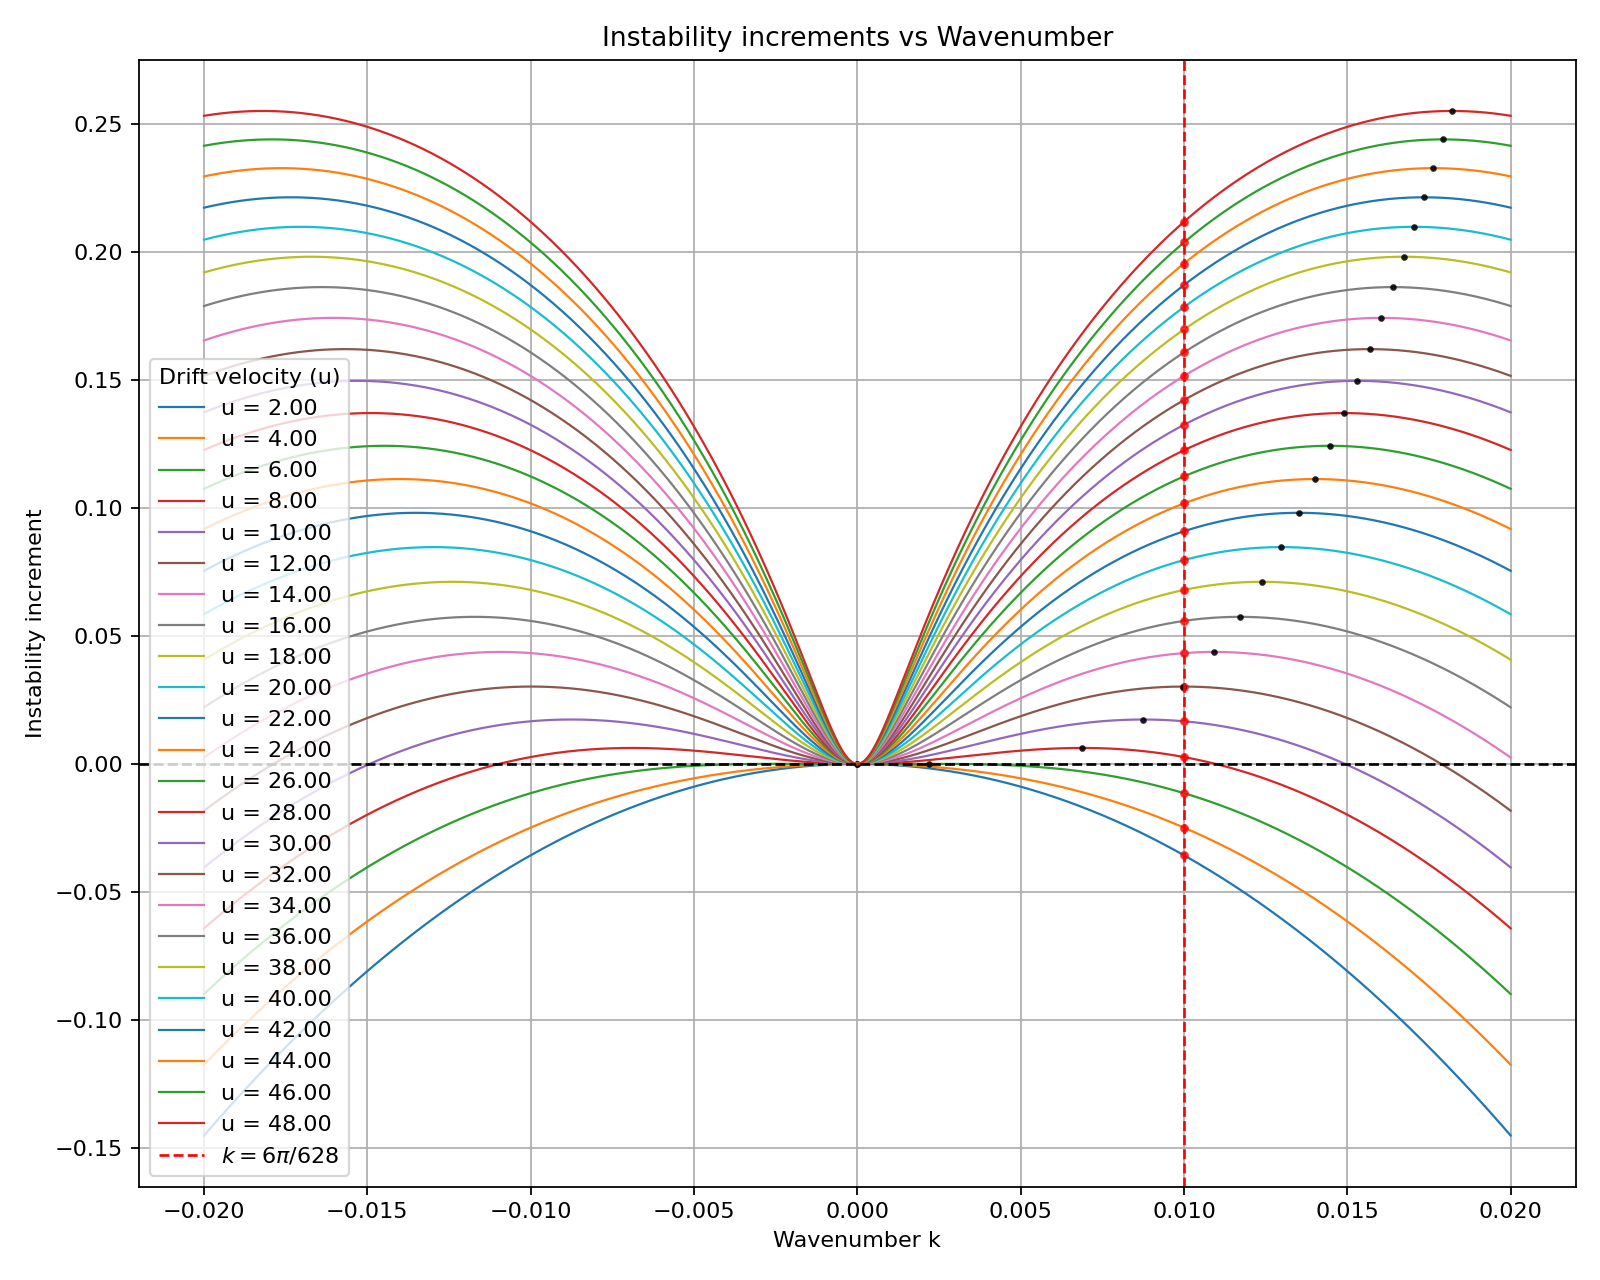 Instability increments vs Wavenumber
Instability increment
0.25
0.20
0.15
0.10
0.05
0.00
−0.05
−0.10
−0.15
Drift velocity (u)
u = 2.00
u = 4.00
u = 6.00
u = 8.00
u = 10.00
u = 12.00
u = 14.00
u = 16.00
u = 18.00
u = 20.00
u = 22.00
u = 24.00
u = 26.00
u = 28.00
u = 30.00
u = 32.00
u = 34.00
u = 36.00
u = 38.00
u = 40.00
u = 42.00
u = 44.00
u = 46.00
u = 48.00
k = 6π/628
−0.020 −0.015 −0.010 −0.005 0.000 0.005 0.010 0.015 0.020
Wavenumber k